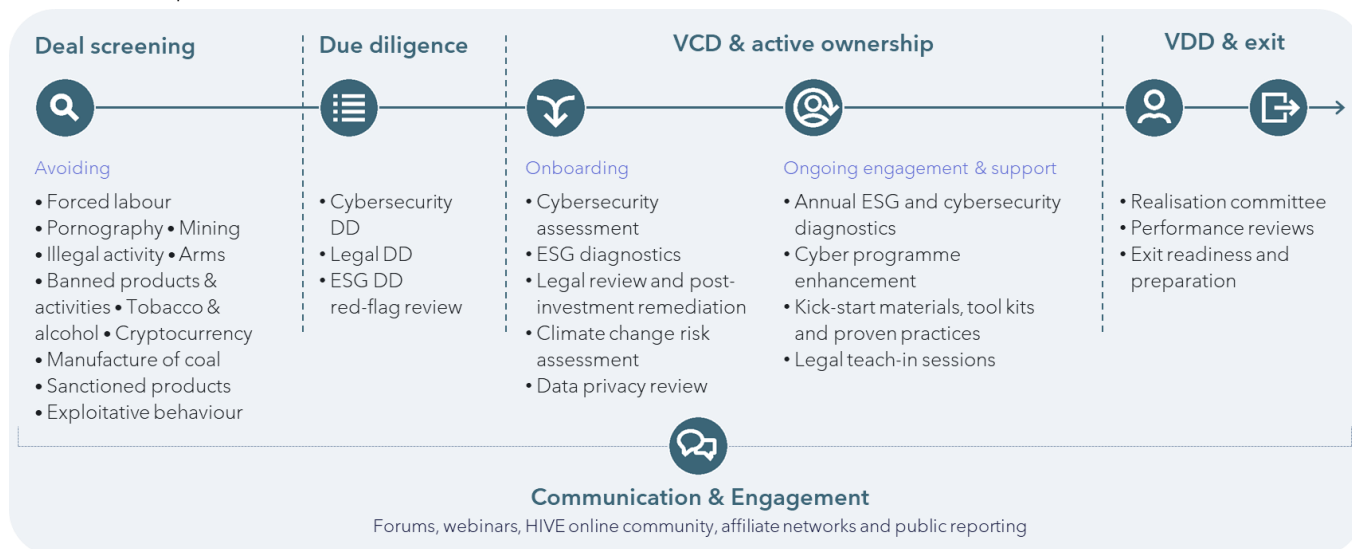 Deal screening
Avoiding
• Forced labour
• Pornography • Mining
• Illegal activity • Arms
• Banned products &
activities • Tobacco &
alcohol • Cryptocurrency
• Manufacture of coal
• Sanctioned products
• Exploitative behaviour
Due diligence
• Cybersecurity
DD
• Legal DD
• ESG DD
red-flag review
VCD & active ownership
Onboarding
• Cybersecurity
assessment
• ESG diagnostics
• Legal review and post-
investment remediation
• Climate change risk
assessment
• Data privacy review
Ongoing engagement & support
• Annual ESG and cybersecurity
diagnostics
• Cyber programme
enhancement
• Kick-start materials, tool kits
and proven practices
• Legal teach-in sessions
VDD & exit
• Realisation committee
• Performance reviews
• Exit readiness and
preparation
Communication & Engagement
Forums, webinars, HIVE online community, affiliate networks and public reporting